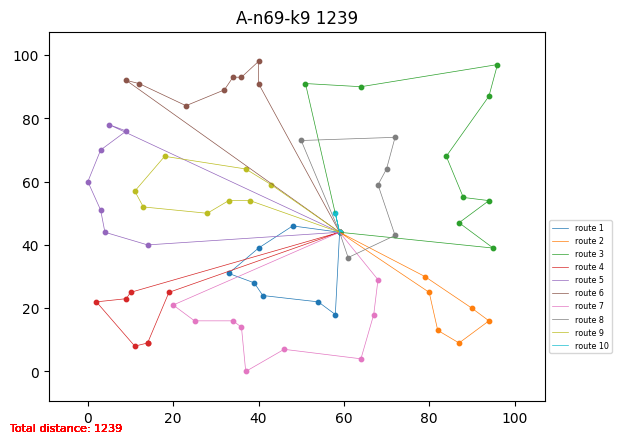 A-n69-k9 1239
100
80
60
40
20
0
0 20 40 60 80 100
route 1
route 2
route 3
route 4
route 5
route 6
route 7
route 8
route 9
route 10
Total distance: 1239